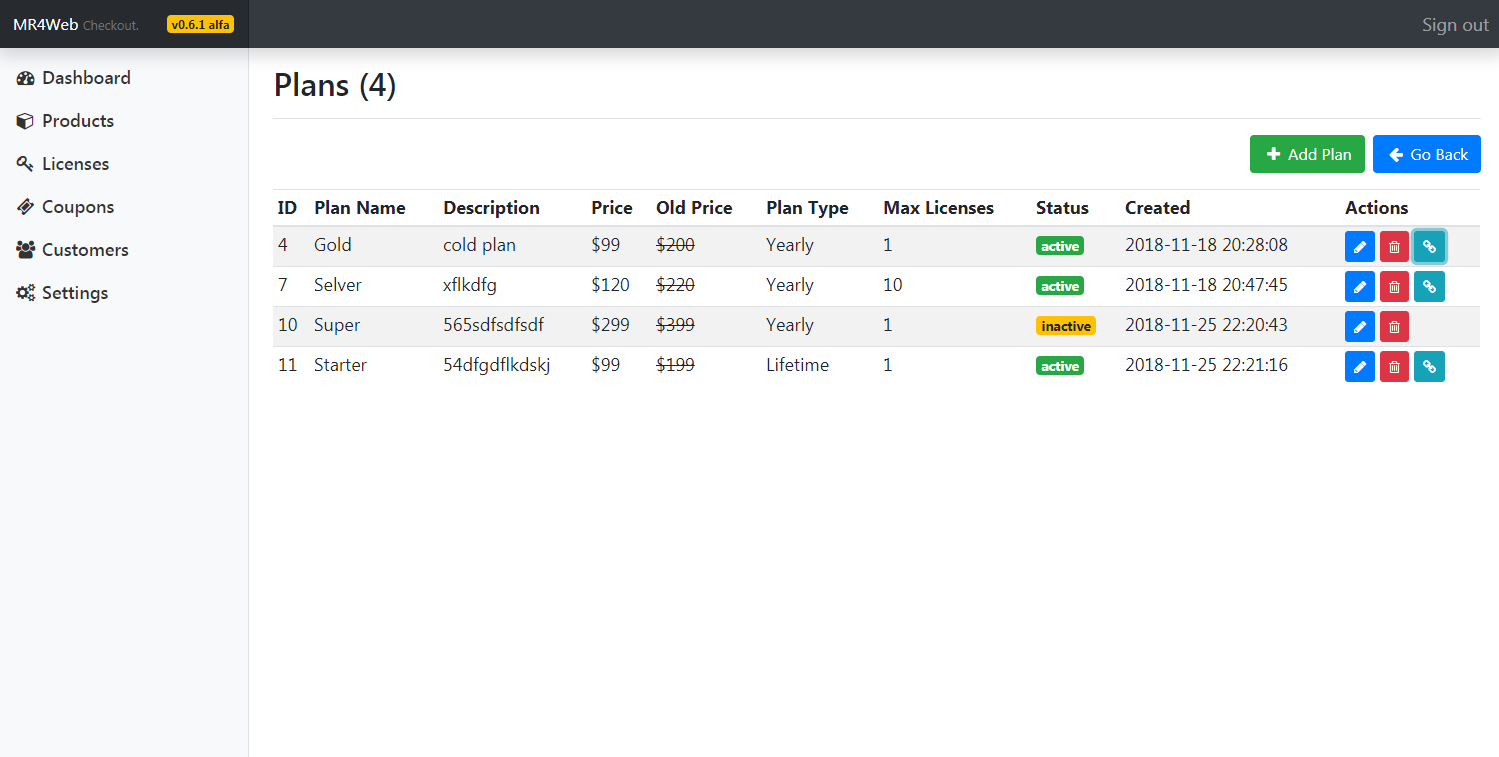 MR4Web Checkout. v0.6.1 alfa Sign out
Dashboard
Products
Licenses
Coupons
Customers
Settings
Plans (4)
Add Plan Go Back
ID Plan Name Description Price Old Price Plan Type Max Licenses Status Created Actions
4 Gold cold plan $99 $200 Yearly 1 active 2018-11-18 20:28:08
7 Selver xflkdfg $120 $220 Yearly 10 active 2018-11-18 20:47:45
10 Super 565sdfsdfsdf $299 $399 Yearly 1 inactive 2018-11-25 22:20:43
11 Starter 54dfgdflkdskj $99 $199 Lifetime 1 active 2018-11-25 22:21:16